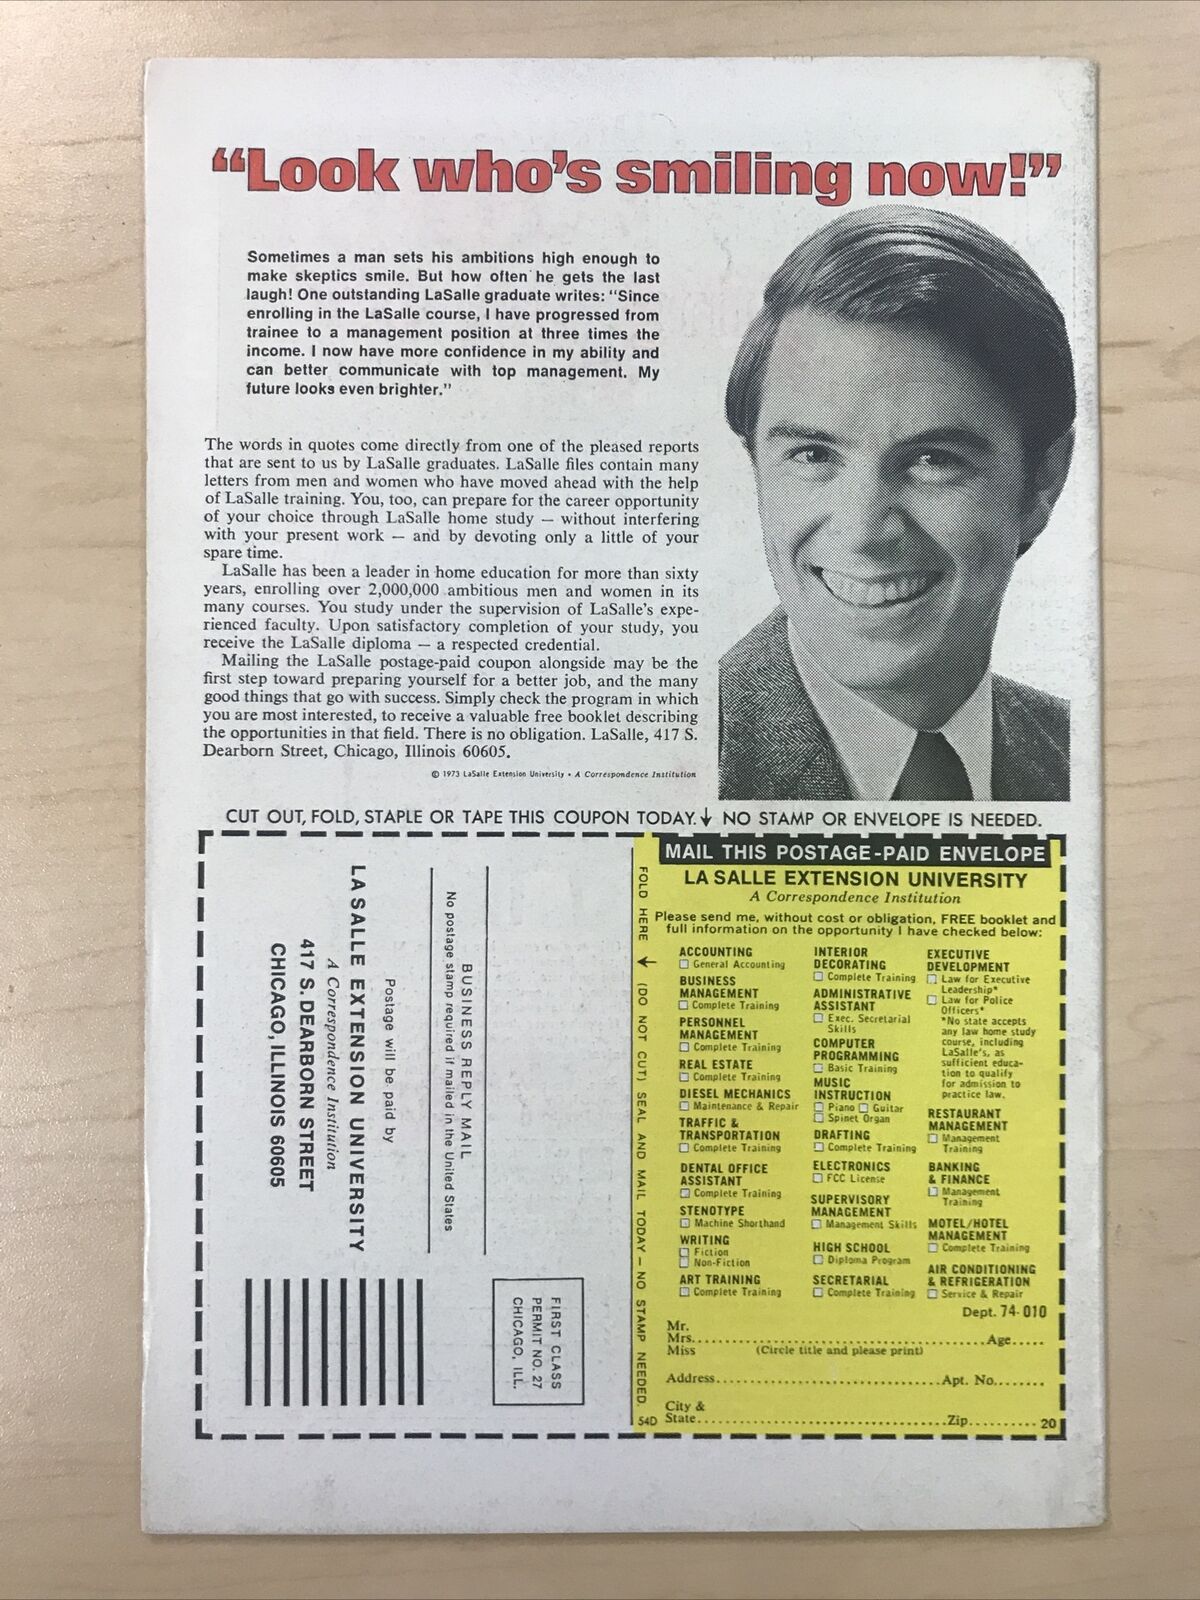 “Look who’s smiling now!”
Sometimes a man sets his ambitions high enough to
make skeptics smile. But how often he gets the last
laugh! One outstanding LaSalle graduate writes: “Since
enrolling in the LaSalle course, I have progressed from
trainee to a management position at three times the
income. I now have more confidence in my ability and
can better communicate with top management. My
future looks even brighter.”
The words in quotes come directly from one of the pleased reports
that are sent to us by LaSalle graduates. LaSalle files contain many
letters from men and women who have moved ahead with the help
of LaSalle training. You, too, can prepare for the career opportunity
of your choice through LaSalle home study — without interfering
with your present work — and by devoting only a little of your
spare time.
LaSalle has been a leader in home education for more than sixty
years, enrolling over 2,000,000 ambitious men and women in its
many courses. You study under the supervision of LaSalle’s expe-
rienced faculty. Upon satisfactory completion of your study, you
receive the LaSalle diploma — a respected credential.
Mailing the LaSalle postage-paid coupon alongside may be the
first step toward preparing yourself for a better job, and the many
good things that go with success. Simply check the program in which
you are most interested, to receive a valuable free booklet describing
the opportunities in that field. There is no obligation. LaSalle, 417 S.
Dearborn Street, Chicago, Illinois 60605.
© 1973 LaSalle Extension University • A Correspondence Institution
CUT OUT, FOLD, STAPLE OR TAPE THIS COUPON TODAY. ↓ NO STAMP OR ENVELOPE IS NEEDED.
FIRST CLASS
PERMIT NO. 27
CHICAGO, ILL.
BUSINESS REPLY MAIL
No postage stamp required if mailed in the United States
Postage will be paid by
LA SALLE EXTENSION UNIVERSITY
A Correspondence Institution
417 S. DEARBORN STREET
CHICAGO, ILLINOIS 60605
FOLD HERE ↓ (DO NOT CUT) SEAL AND MAIL TODAY — NO STAMP NEEDED.
54D
MAIL THIS POSTAGE-PAID ENVELOPE
LA SALLE EXTENSION UNIVERSITY
A Correspondence Institution
Please send me, without cost or obligation, FREE booklet and
full information on the opportunity I have checked below:
ACCOUNTING
☐ General Accounting
BUSINESS
MANAGEMENT
☐ Complete Training
PERSONNEL
MANAGEMENT
☐ Complete Training
REAL ESTATE
☐ Complete Training
DIESEL MECHANICS
☐ Maintenance & Repair
TRAFFIC &
TRANSPORTATION
☐ Complete Training
DENTAL OFFICE
ASSISTANT
☐ Complete Training
STENOTYPE
☐ Machine Shorthand
WRITING
☐ Fiction
☐ Non-Fiction
ART TRAINING
☐ Complete Training
INTERIOR
DECORATING
☐ Complete Training
ADMINISTRATIVE
ASSISTANT
☐ Exec. Secretarial
Skills
COMPUTER
PROGRAMMING
☐ Basic Training
MUSIC
INSTRUCTION
☐ Piano ☐ Guitar
☐ Spinet Organ
DRAFTING
☐ Complete Training
ELECTRONICS
☐ FCC License
SUPERVISORY
MANAGEMENT
☐ Management Skills
HIGH SCHOOL
☐ Diploma Program
SECRETARIAL
☐ Complete Training
EXECUTIVE
DEVELOPMENT
☐ Law for Executive
Leadership*
☐ Law for Police
Officers*
*No state accepts
any law home study
course, including
LaSalle’s, as
sufficient educa-
tion to qualify
for admission to
practice law.
RESTAURANT
MANAGEMENT
☐ Management
Training
BANKING
& FINANCE
☐ Management
Training
MOTEL/HOTEL
MANAGEMENT
☐ Complete Training
AIR CONDITIONING
& REFRIGERATION
☐ Service & Repair
Dept. 74-010
Mr.
Mrs. Age
Miss (Circle title and please print)
Address Apt. No.
City &
State Zip 20